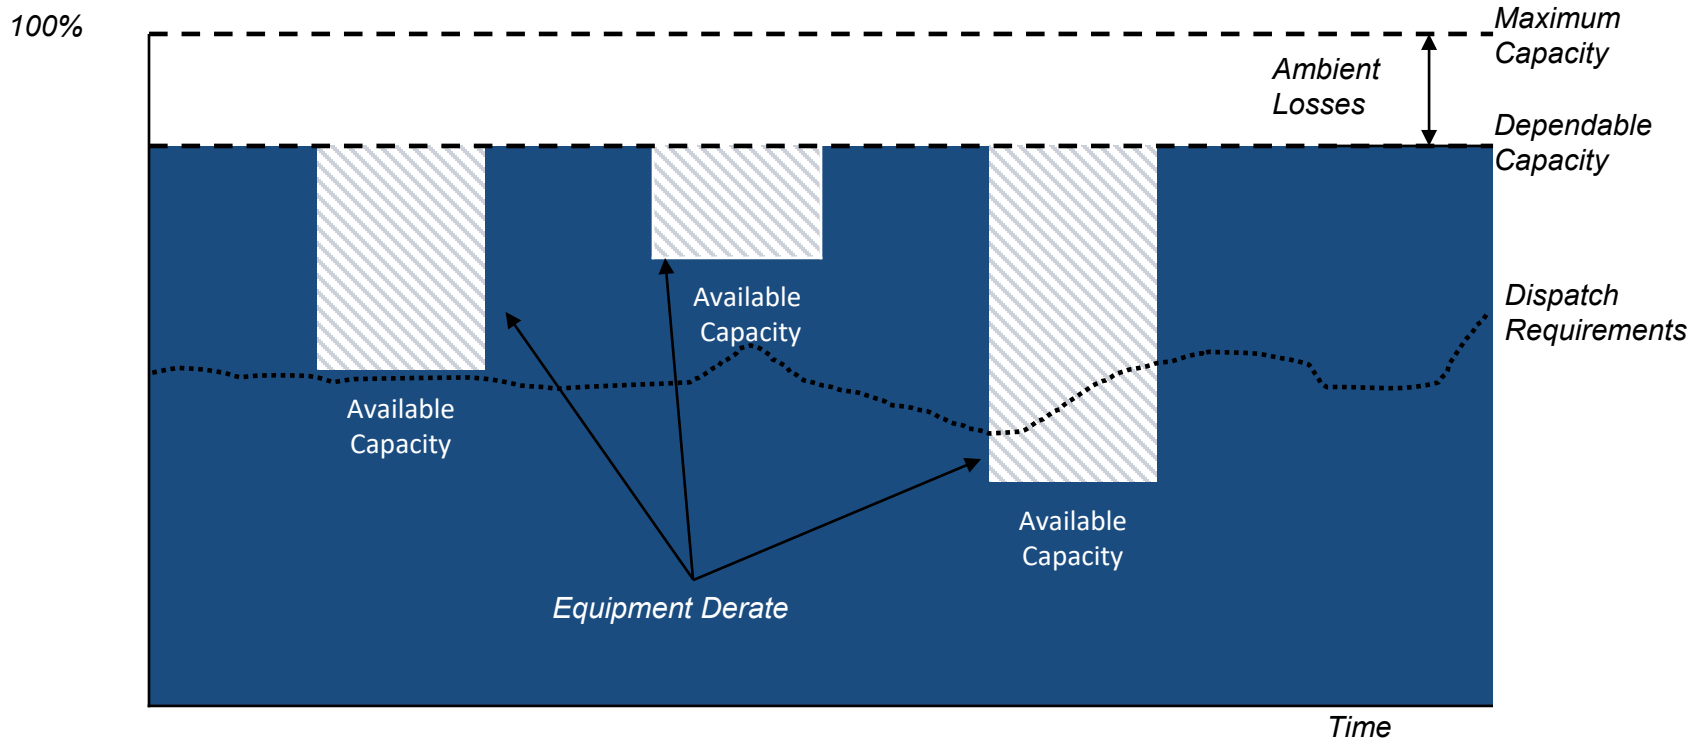 100%
Maximum
Capacity
Ambient
Losses
Dependable
Capacity
Available
Capacity
Dispatch
Requirements
Available
Capacity
Available
Capacity
Equipment Derate
Time